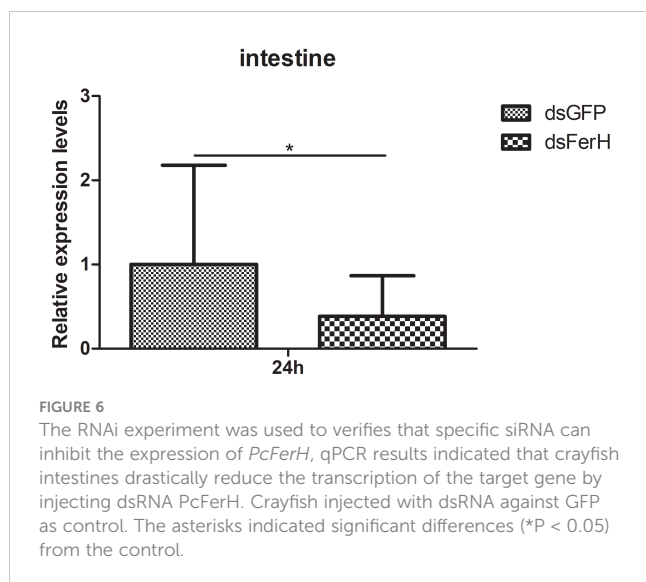 intestine
Relative expression levels
3
2
1
0
*
24h
dsGFP
dsFerH
FIGURE 6
The RNAi experiment was used to verifies that specific siRNA can
inhibit the expression of PcFerH, qPCR results indicated that crayfish
intestines drastically reduce the transcription of the target gene by
injecting dsRNA PcFerH. Crayfish injected with dsRNA against GFP
as control. The asterisks indicated significant differences (*P < 0.05)
from the control.